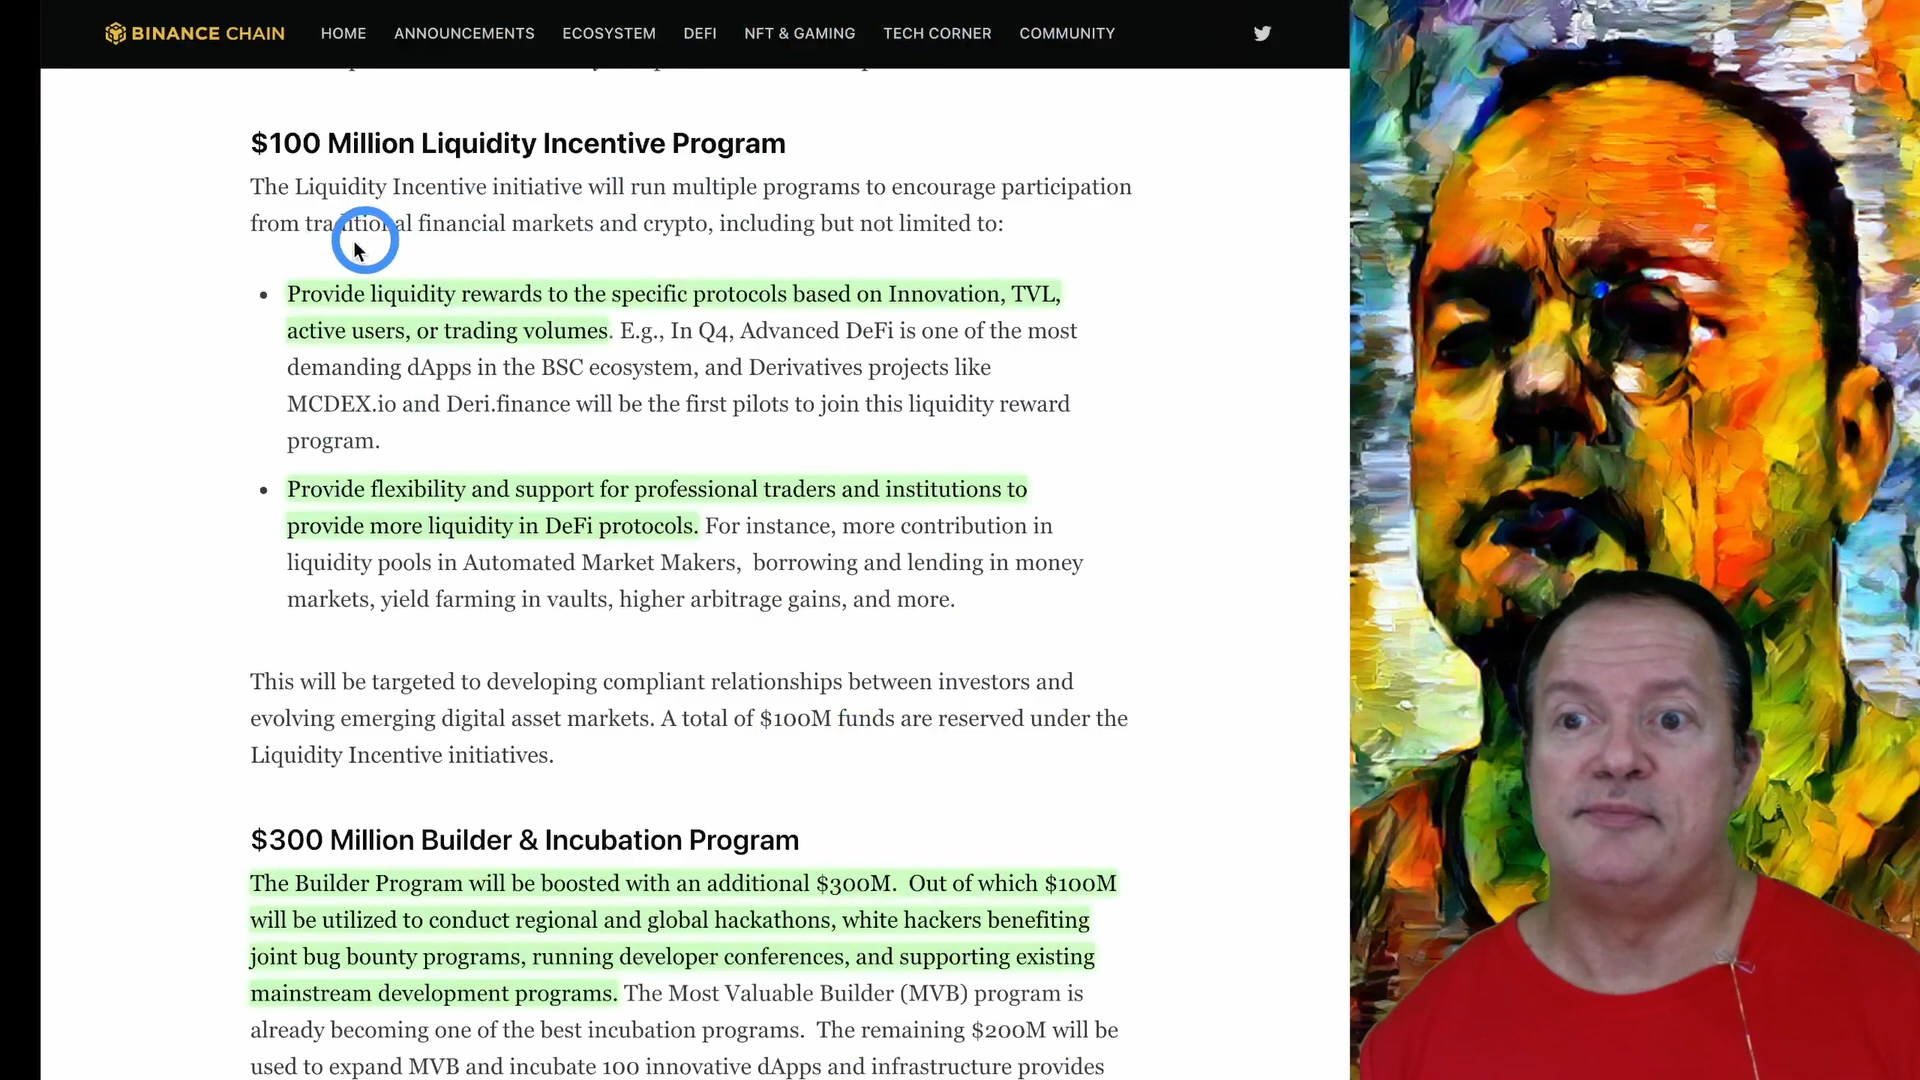 BINANCE CHAIN HOME ANNOUNCEMENTS ECOSYSTEM DEFI NFT & GAMING TECH CORNER COMMUNITY
$100 Million Liquidity Incentive Program
The Liquidity Incentive initiative will run multiple programs to encourage participation
from traditional financial markets and crypto, including but not limited to:
• Provide liquidity rewards to the specific protocols based on Innovation, TVL,
active users, or trading volumes. E.g., In Q4, Advanced DeFi is one of the most
demanding dApps in the BSC ecosystem, and Derivatives projects like
MCDEX.io and Deri.finance will be the first pilots to join this liquidity reward
program.
• Provide flexibility and support for professional traders and institutions to
provide more liquidity in DeFi protocols. For instance, more contribution in
liquidity pools in Automated Market Makers,  borrowing and lending in money
markets, yield farming in vaults, higher arbitrage gains, and more.
This will be targeted to developing compliant relationships between investors and
evolving emerging digital asset markets. A total of $100M funds are reserved under the
Liquidity Incentive initiatives.
$300 Million Builder & Incubation Program
The Builder Program will be boosted with an additional $300M.  Out of which $100M
will be utilized to conduct regional and global hackathons, white hackers benefiting
joint bug bounty programs, running developer conferences, and supporting existing
mainstream development programs. The Most Valuable Builder (MVB) program is
already becoming one of the best incubation programs.  The remaining $200M will be
used to expand MVB and incubate 100 innovative dApps and infrastructure provides